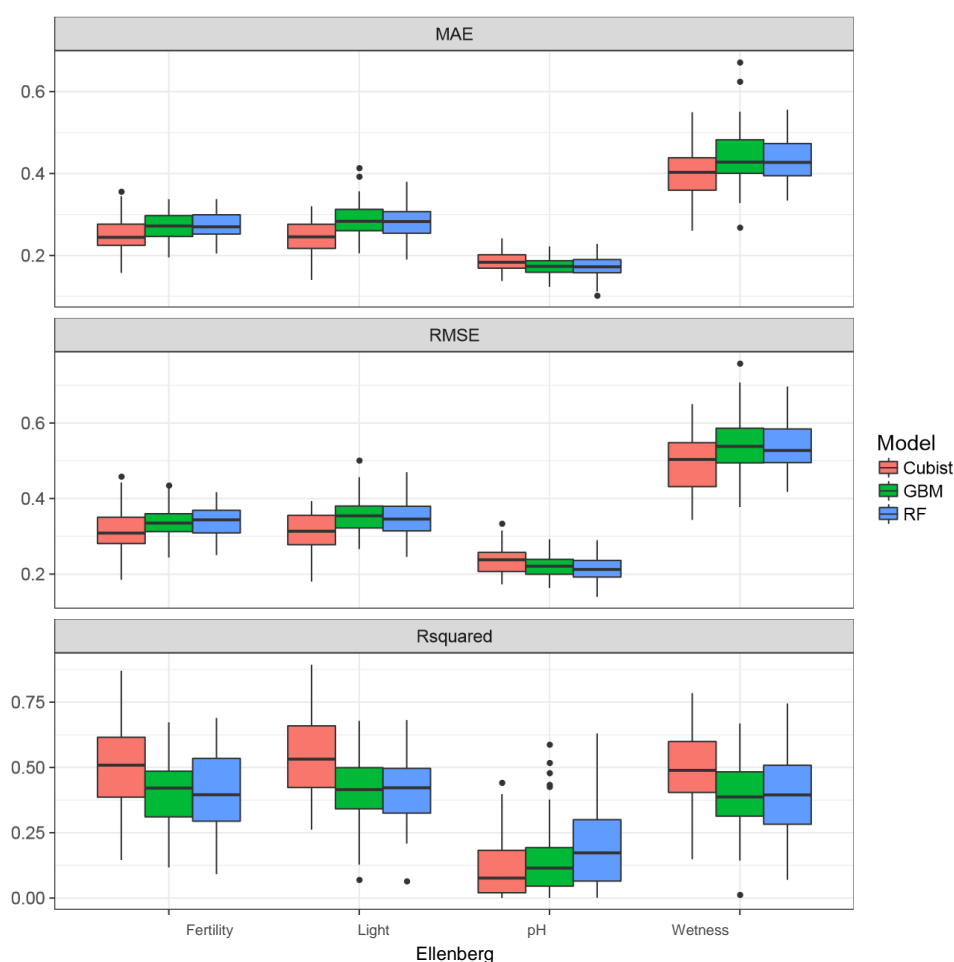 MAE
0.6
0.4
0.2
RMSE
0.6
0.4
0.2
Rsquared
0.75
0.50
0.25
0.00
Fertility Light pH Wetness
Ellenberg
Model
Cubist
GBM
RF